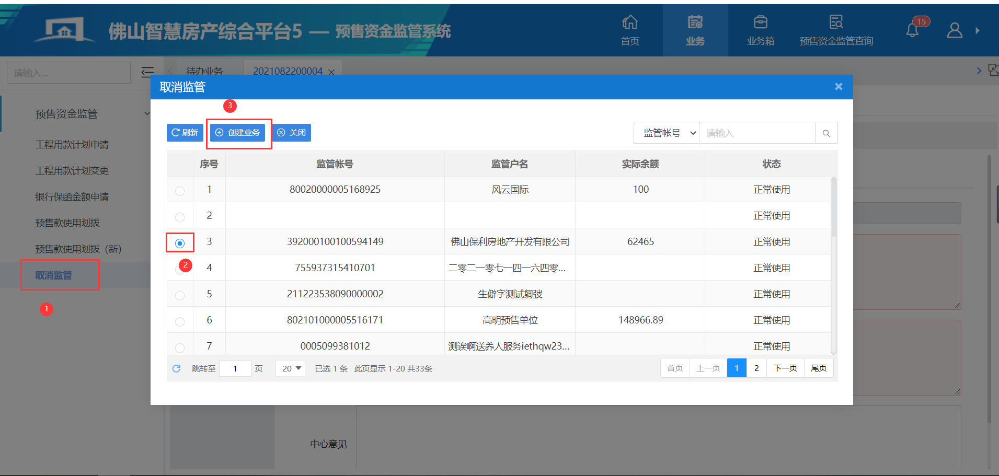 佛山智慧房产综合平台5 — 预售资金监管系统
首页
业务
业务箱
预售资金监管查询
15
请输入...
待办业务
2021082200004
预售资金监管
工程用款计划申请
工程用款计划变更
银行保函金额申请
预售款使用划拨
预售款使用划拨（新）
取消监管
1
取消监管
3
刷新
创建业务
关闭
监管帐号
请输入
序号 监管帐号 监管户名 实际余额 状态
1 80020000005168925 风云国际 100 正常使用
2 正常使用
3 392000100100594149 佛山保利房地产开发有限公司 62465 正常使用
2
4 755937315410701 二零二一零七一四一六四零... 正常使用
5 211223538090000002 正常使用
6 802101000005516171 高明预售单位 148966.89 正常使用
7 0005099381012 测诶啊送养人服务iethqw23... 正常使用
跳转至 1 页 20 已选 1 条 此页显示 1-20 共33条
首页 上一页 1 2 下一页 尾页
中心意见